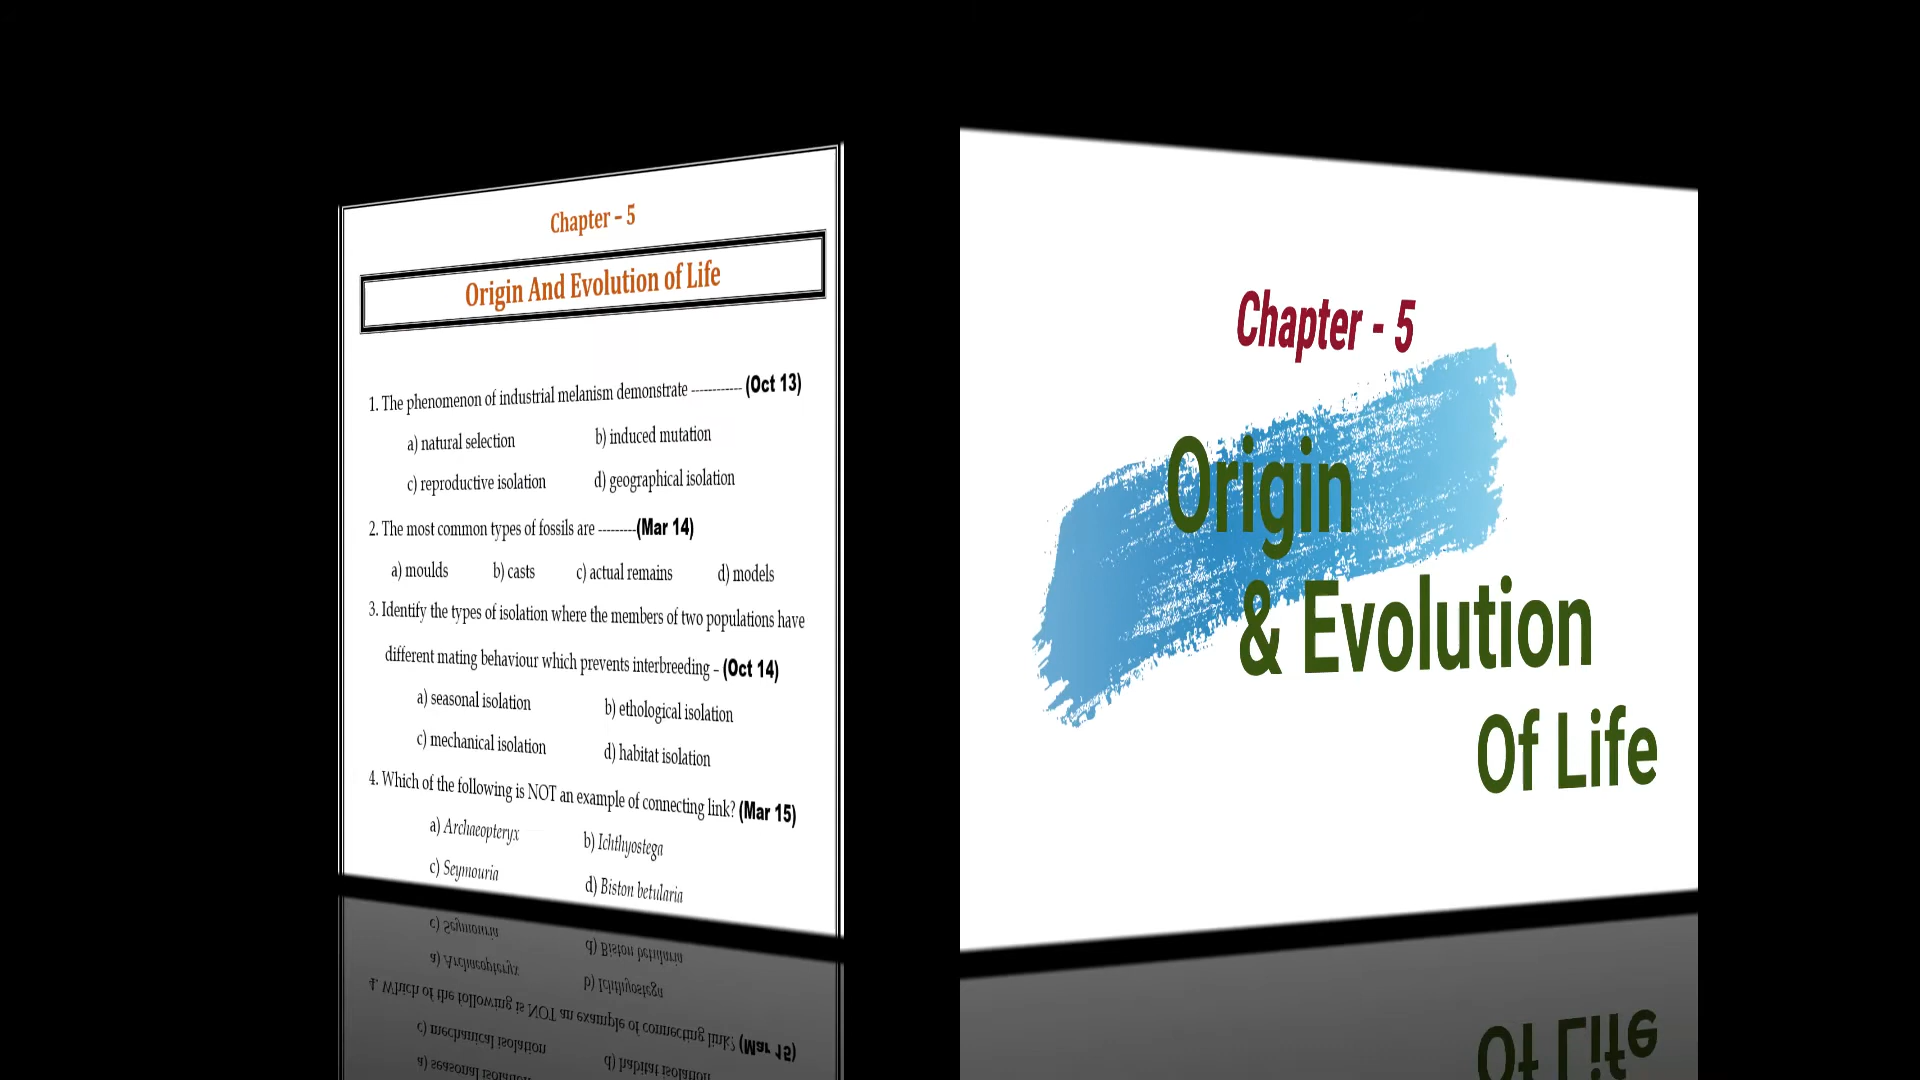 Chapter – 5
Origin And Evolution of Life
1. The phenomenon of industrial melanism demonstrate ------------ (Oct 13)
a) natural selection b) induced mutation
c) reproductive isolation d) geographical isolation
2. The most common types of fossils are ---------(Mar 14)
a) moulds b) casts c) actual remains d) models
3. Identify the types of isolation where the members of two populations have
different mating behaviour which prevents interbreeding – (Oct 14)
a) seasonal isolation b) ethological isolation
c) mechanical isolation d) habitat isolation
4. Which of the following is NOT an example of connecting link? (Mar 15)
a) Archaeopteryx b) Ichthyostega
c) Seymouria d) Biston betularia
Chapter - 5
Origin
& Evolution
Of Life